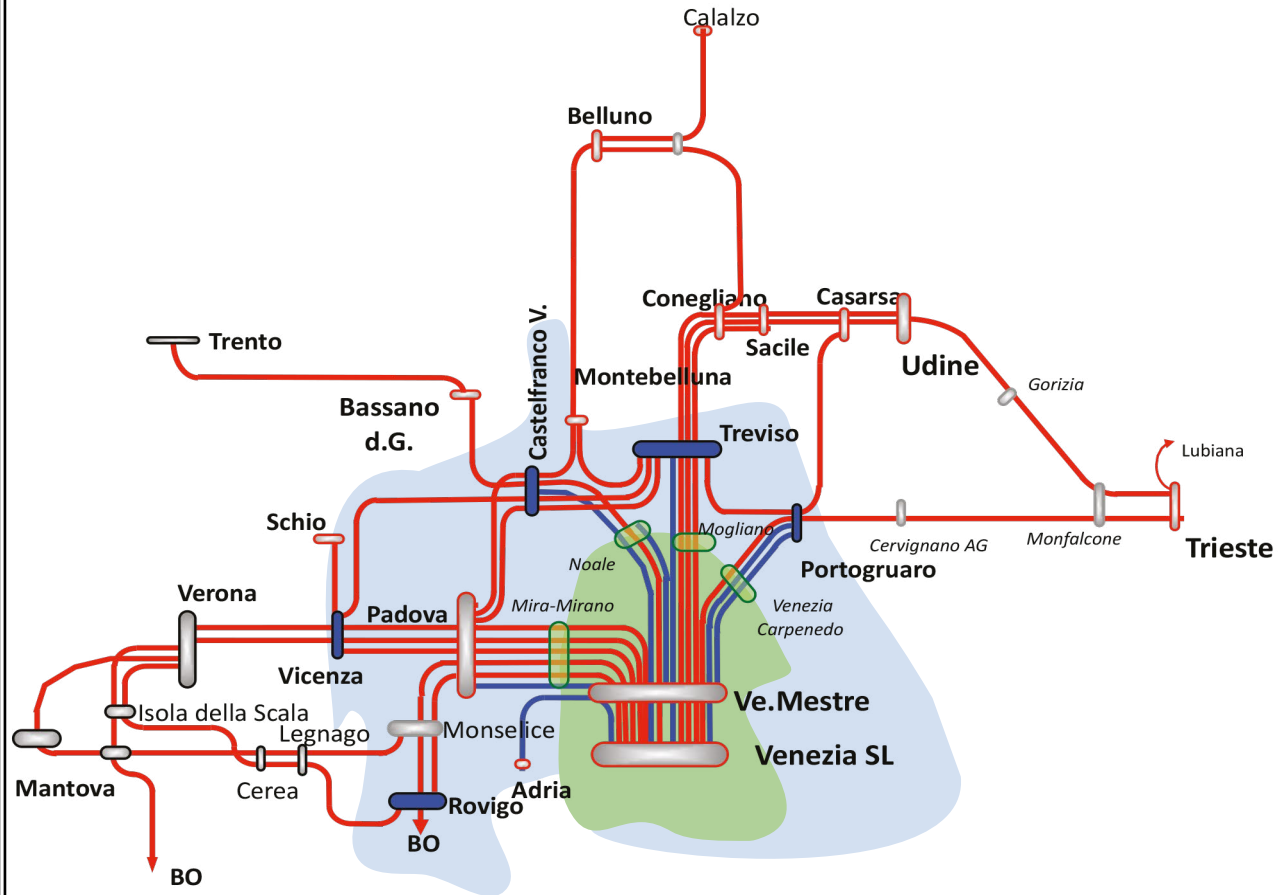 Calalzo
Belluno
Conegliano
Casarsa
Castelfranco V.
Trento
Sacile
Udine
Montebelluna
Gorizia
Bassano
d.G.
Treviso
Lubiana
Schio
Mogliano
Cervignano AG
Monfalcone
Trieste
Noale
Portogruaro
Verona
Padova
Mira-Mirano
Venezia
Carpenedo
Vicenza
Isola della Scala
Ve.Mestre
Legnago
Monselice
Venezia SL
Mantova
Cerea
Adria
Rovigo
BO
BO